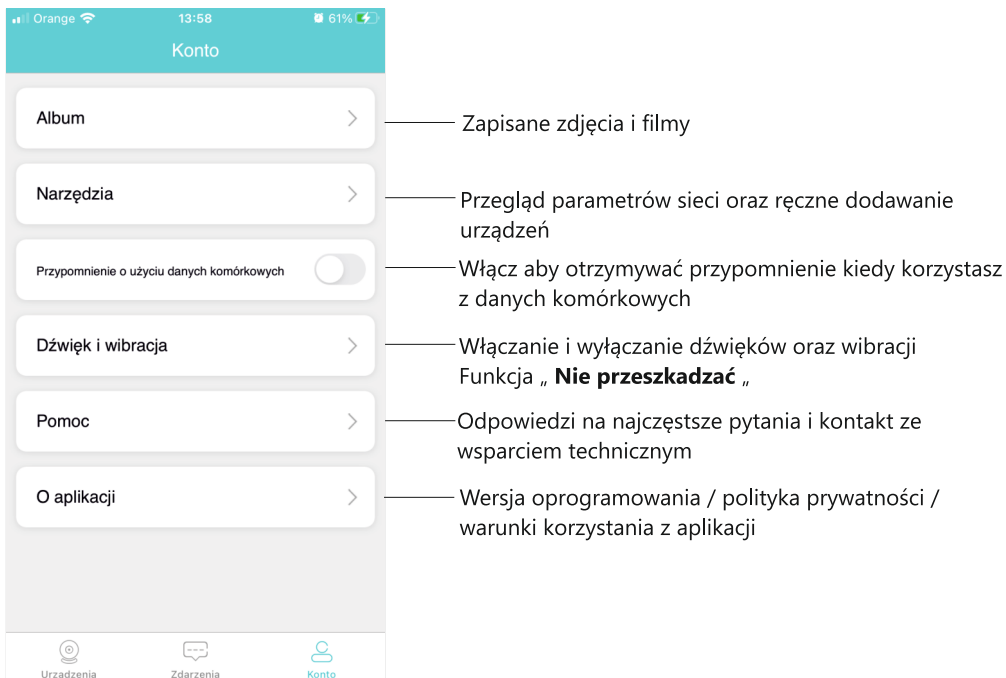 Orange 13:58 61%
Konto
Album
Zapisane zdjęcia i filmy
Narzędzia
Przegląd parametrów sieci oraz ręczne dodawanie
urządzeń
Przypomnienie o użyciu danych komórkowych
Włącz aby otrzymywać przypomnienie kiedy korzystasz
z danych komórkowych
Dźwięk i wibracja
Włączanie i wyłączanie dźwięków oraz wibracji
Funkcja „ Nie przeszkadzać „
Pomoc
Odpowiedzi na najczęstsze pytania i kontakt ze
wsparciem technicznym
O aplikacji
Wersja oprogramowania / polityka prywatności /
warunki korzystania z aplikacji
Urządzenia Zdarzenia Konto